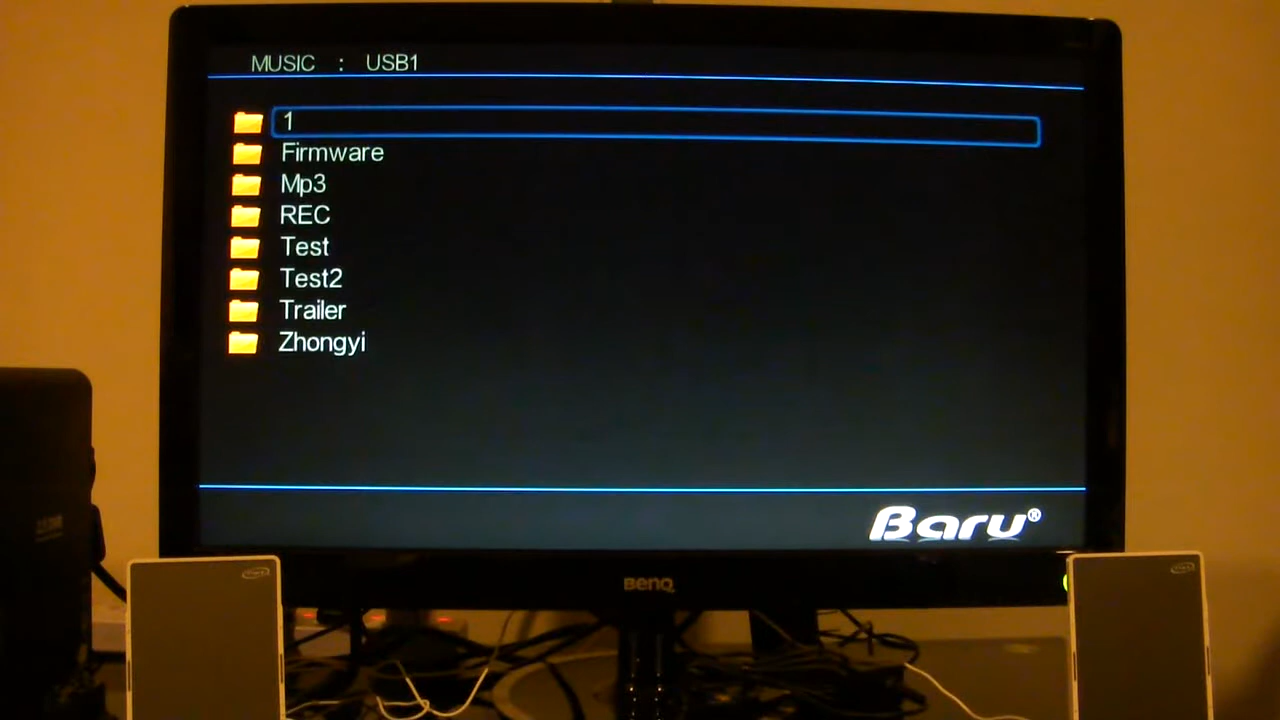 MUSIC : USB1
1
Firmware
Mp3
REC
Test
Test2
Trailer
Zhongyi
Baru®
BenQ